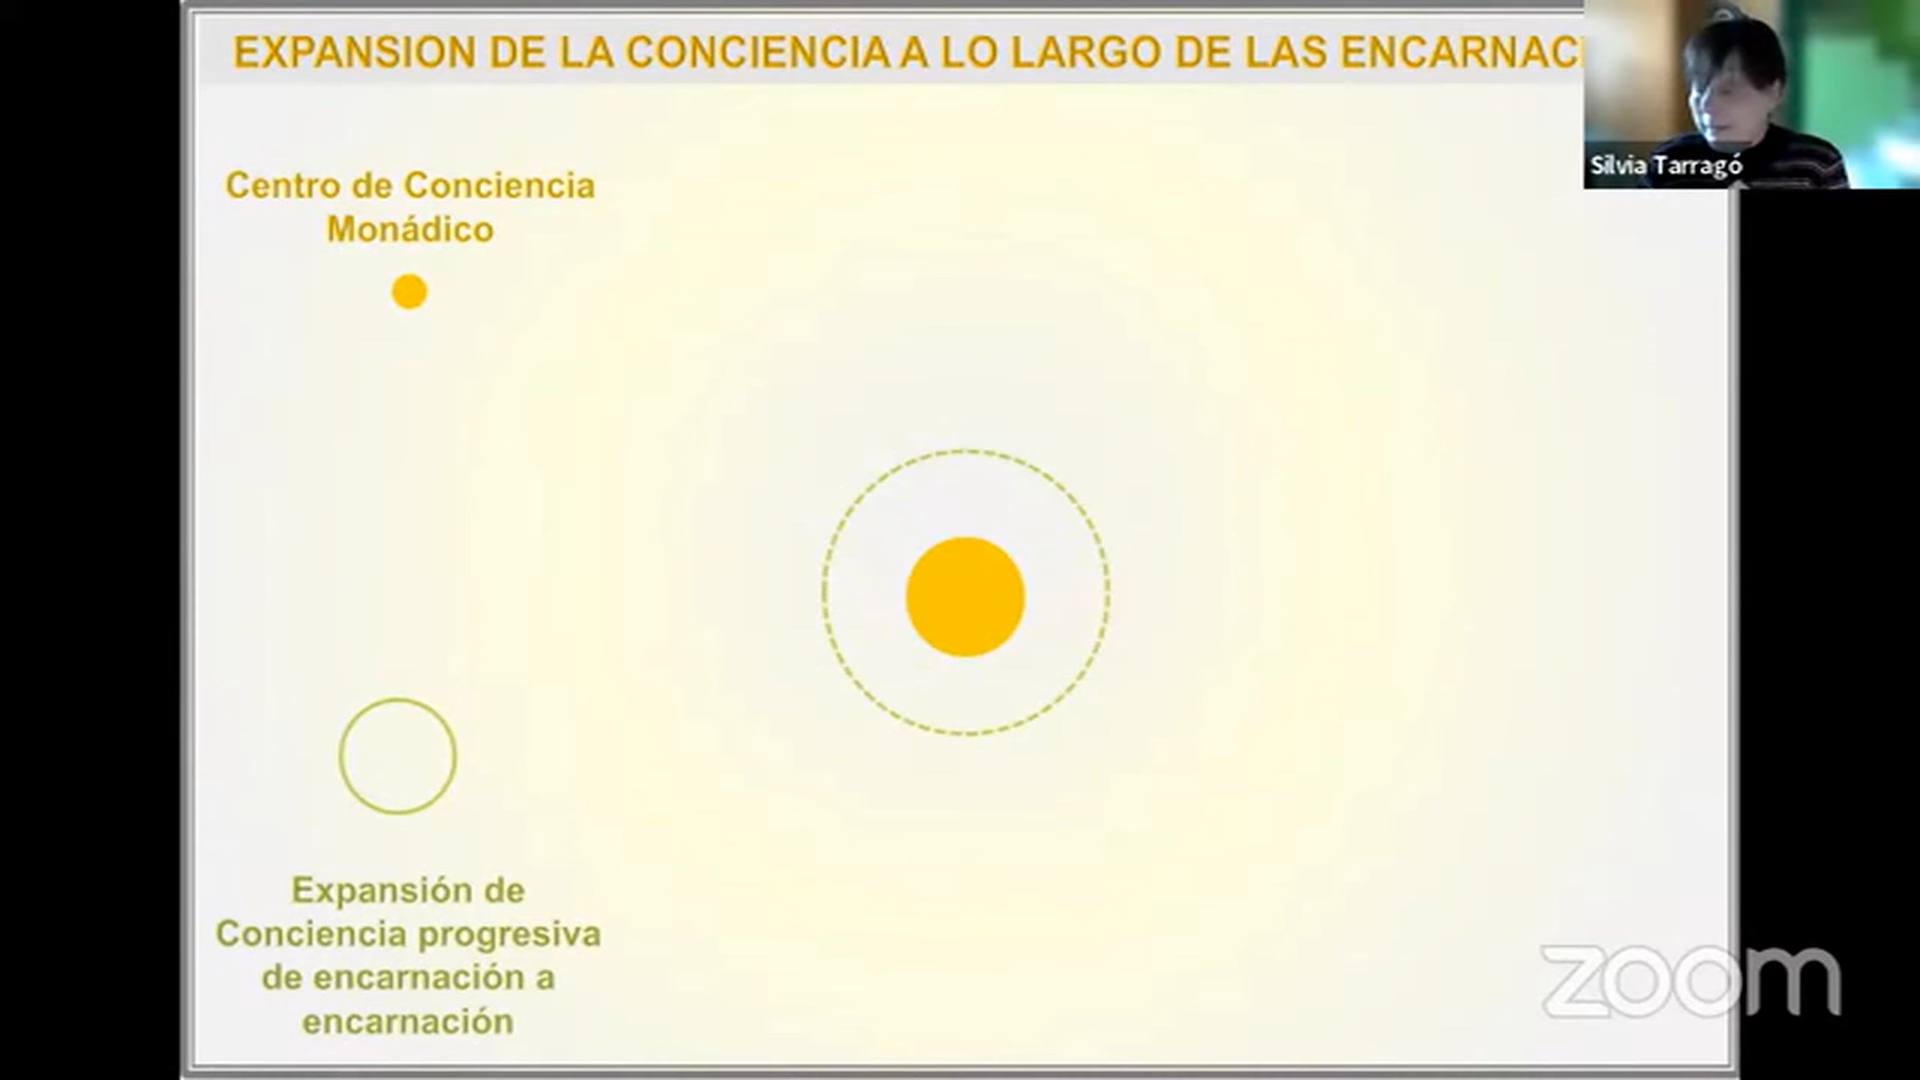 EXPANSION DE LA CONCIENCIA A LO LARGO DE LAS ENCARNAC
Silvia Tarragó
Centro de Conciencia
Monádico
Expansión de
Conciencia progresiva
de encarnación a
encarnación
zoom